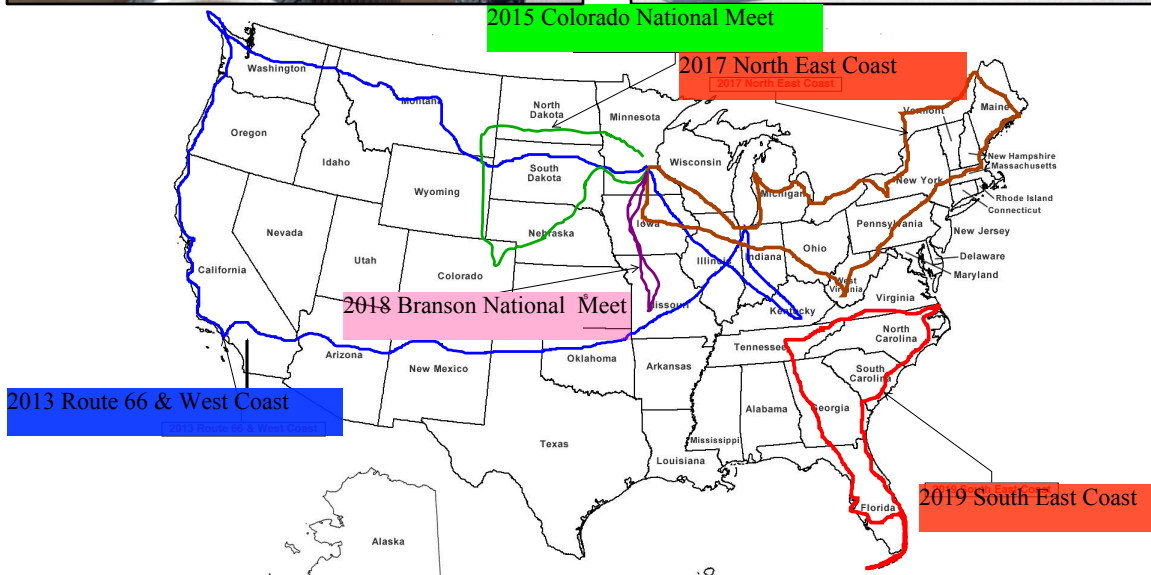 2015 Colorado National Meet
2017 North East Coast
2017 North East Coast
Washington
Montana
North
Dakota
Minnesota
Vermont
Maine
Oregon
Idaho
Wisconsin
New Hampshire
Massachusetts
South
Dakota
Wyoming
Michigan
New York
Rhode Island
Connecticut
Iowa
Nebraska
Nevada
Pennsylvania
New Jersey
Ohio
Utah
Colorado
Illinois
Indiana
Delaware
California
West
Virginia
Maryland
2018 Branson National Meet
s
Missouri
Kentucky
Virginia
North
Carolina
Tennessee
Arizona
Oklahoma
New Mexico
Arkansas
South
Carolina
2013 Route 66 & West Coast
2013 Route 66 & West Coast
Alabama
Georgia
Texas
Mississippi
Louisiana
2019 South East Coast
2019 South East Coast
Florida
Alaska